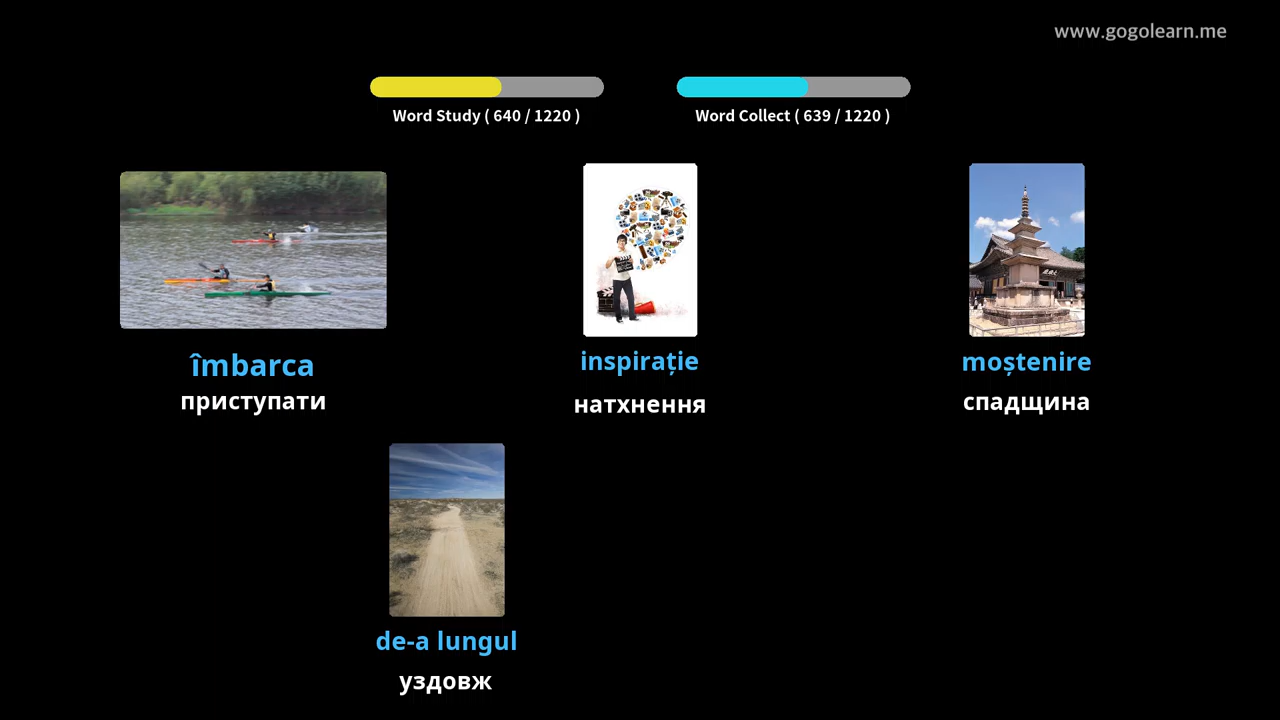 www.gogolearn.me
Word Study ( 640 / 1220 )
Word Collect ( 639 / 1220 )
îmbarca
приступати
inspirație
натхнення
moștenire
спадщина
de-a lungul
уздовж